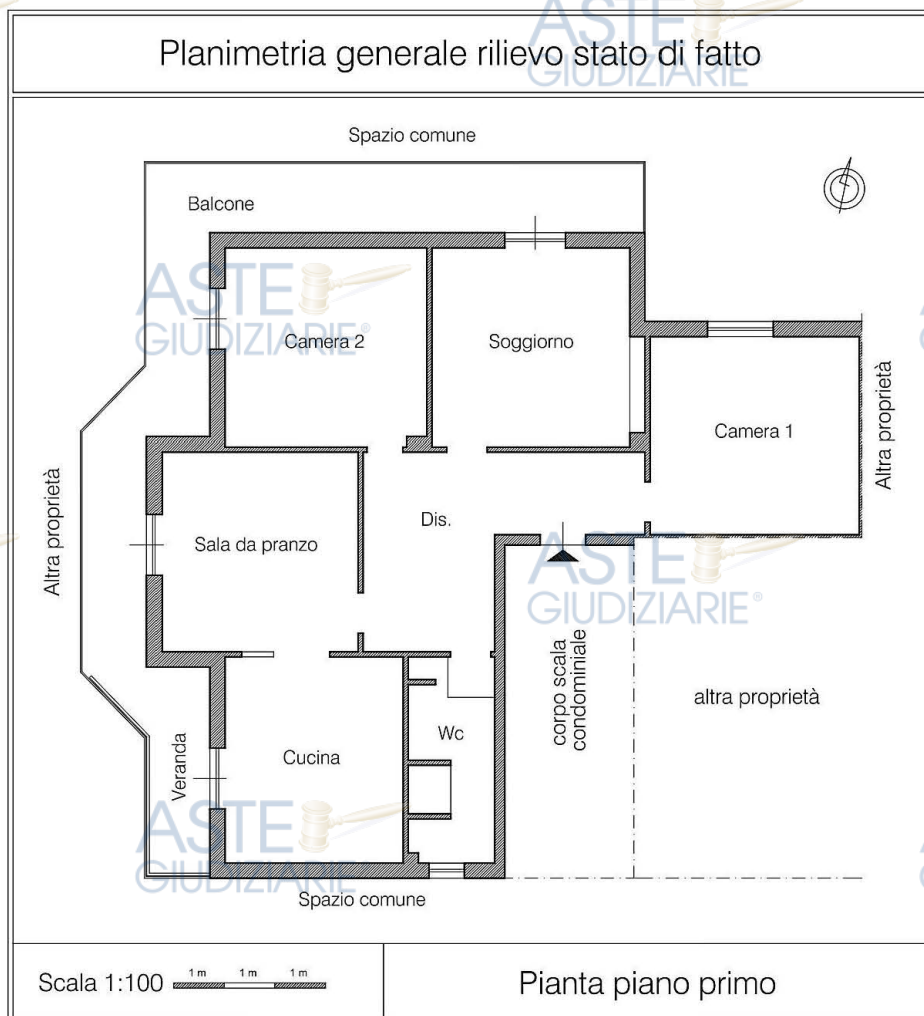 Planimetria generale rilievo stato di fatto
Spazio comune
Balcone
ASTE
GIUDIZIARIE
ASTE
GIUDIZIARIE®
Camera 2
Soggiorno
Camera 1
Altra proprietà
Altra proprietà
Sala da pranzo
Dis.
ASTE
GIUDIZIARIE®
corpo scala
condominiale
altra proprietà
Wc
Veranda
Cucina
ASTE
GIUDIZIARIE
Spazio comune
Scala 1:100
1 m 1 m 1 m
Pianta piano primo